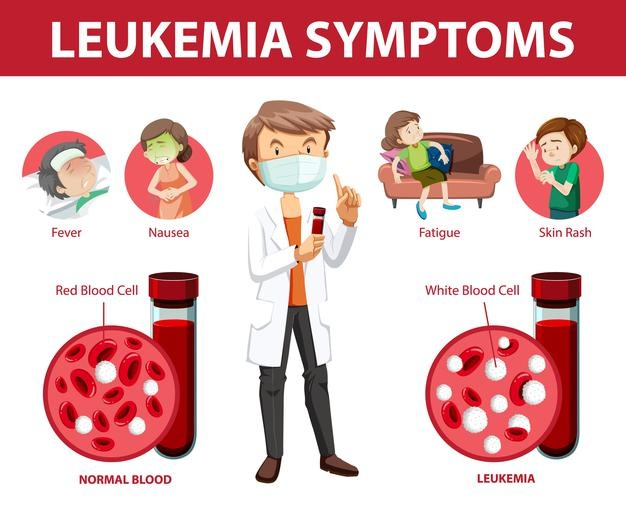 LEUKEMIA SYMPTOMS
Fever
Nausea
Fatigue
Skin Rash
Red Blood Cell
White Blood Cell
NORMAL BLOOD
LEUKEMIA